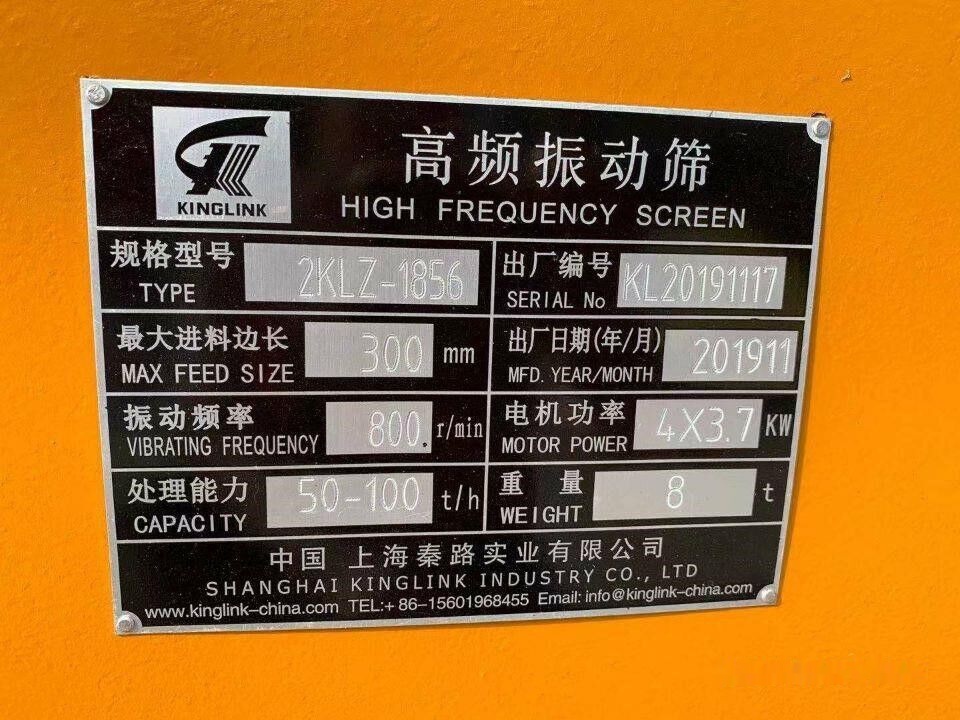 KINGLINK
高频振动筛
HIGH FREQUENCY SCREEN
规格型号 2KLZ-1856
TYPE
出厂编号 KL20191117
SERIAL No
最大进料边长 300 mm
MAX FEED SIZE
出厂日期(年/月) 201911
MFD. YEAR/MONTH
振动频率 800. r/min
VIBRATING FREQUENCY
电机功率 4X3.7 KW
MOTOR POWER
处理能力 50-100 t/h
CAPACITY
重量 8 t
WEIGHT
中国 上海秦路实业有限公司
SHANGHAI KINGLINK INDUSTRY CO., LTD
www.kinglink-china.com TEL:+86-15601968455 Email: info@kinglink-china.com